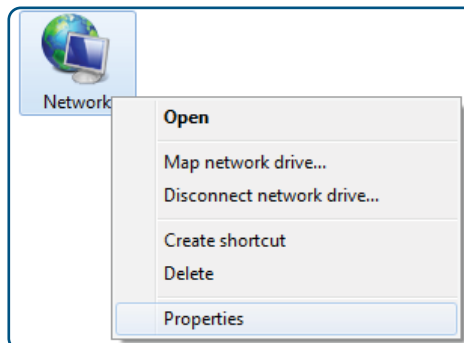 Network
Open
Map network drive...
Disconnect network drive...
Create shortcut
Delete
Properties